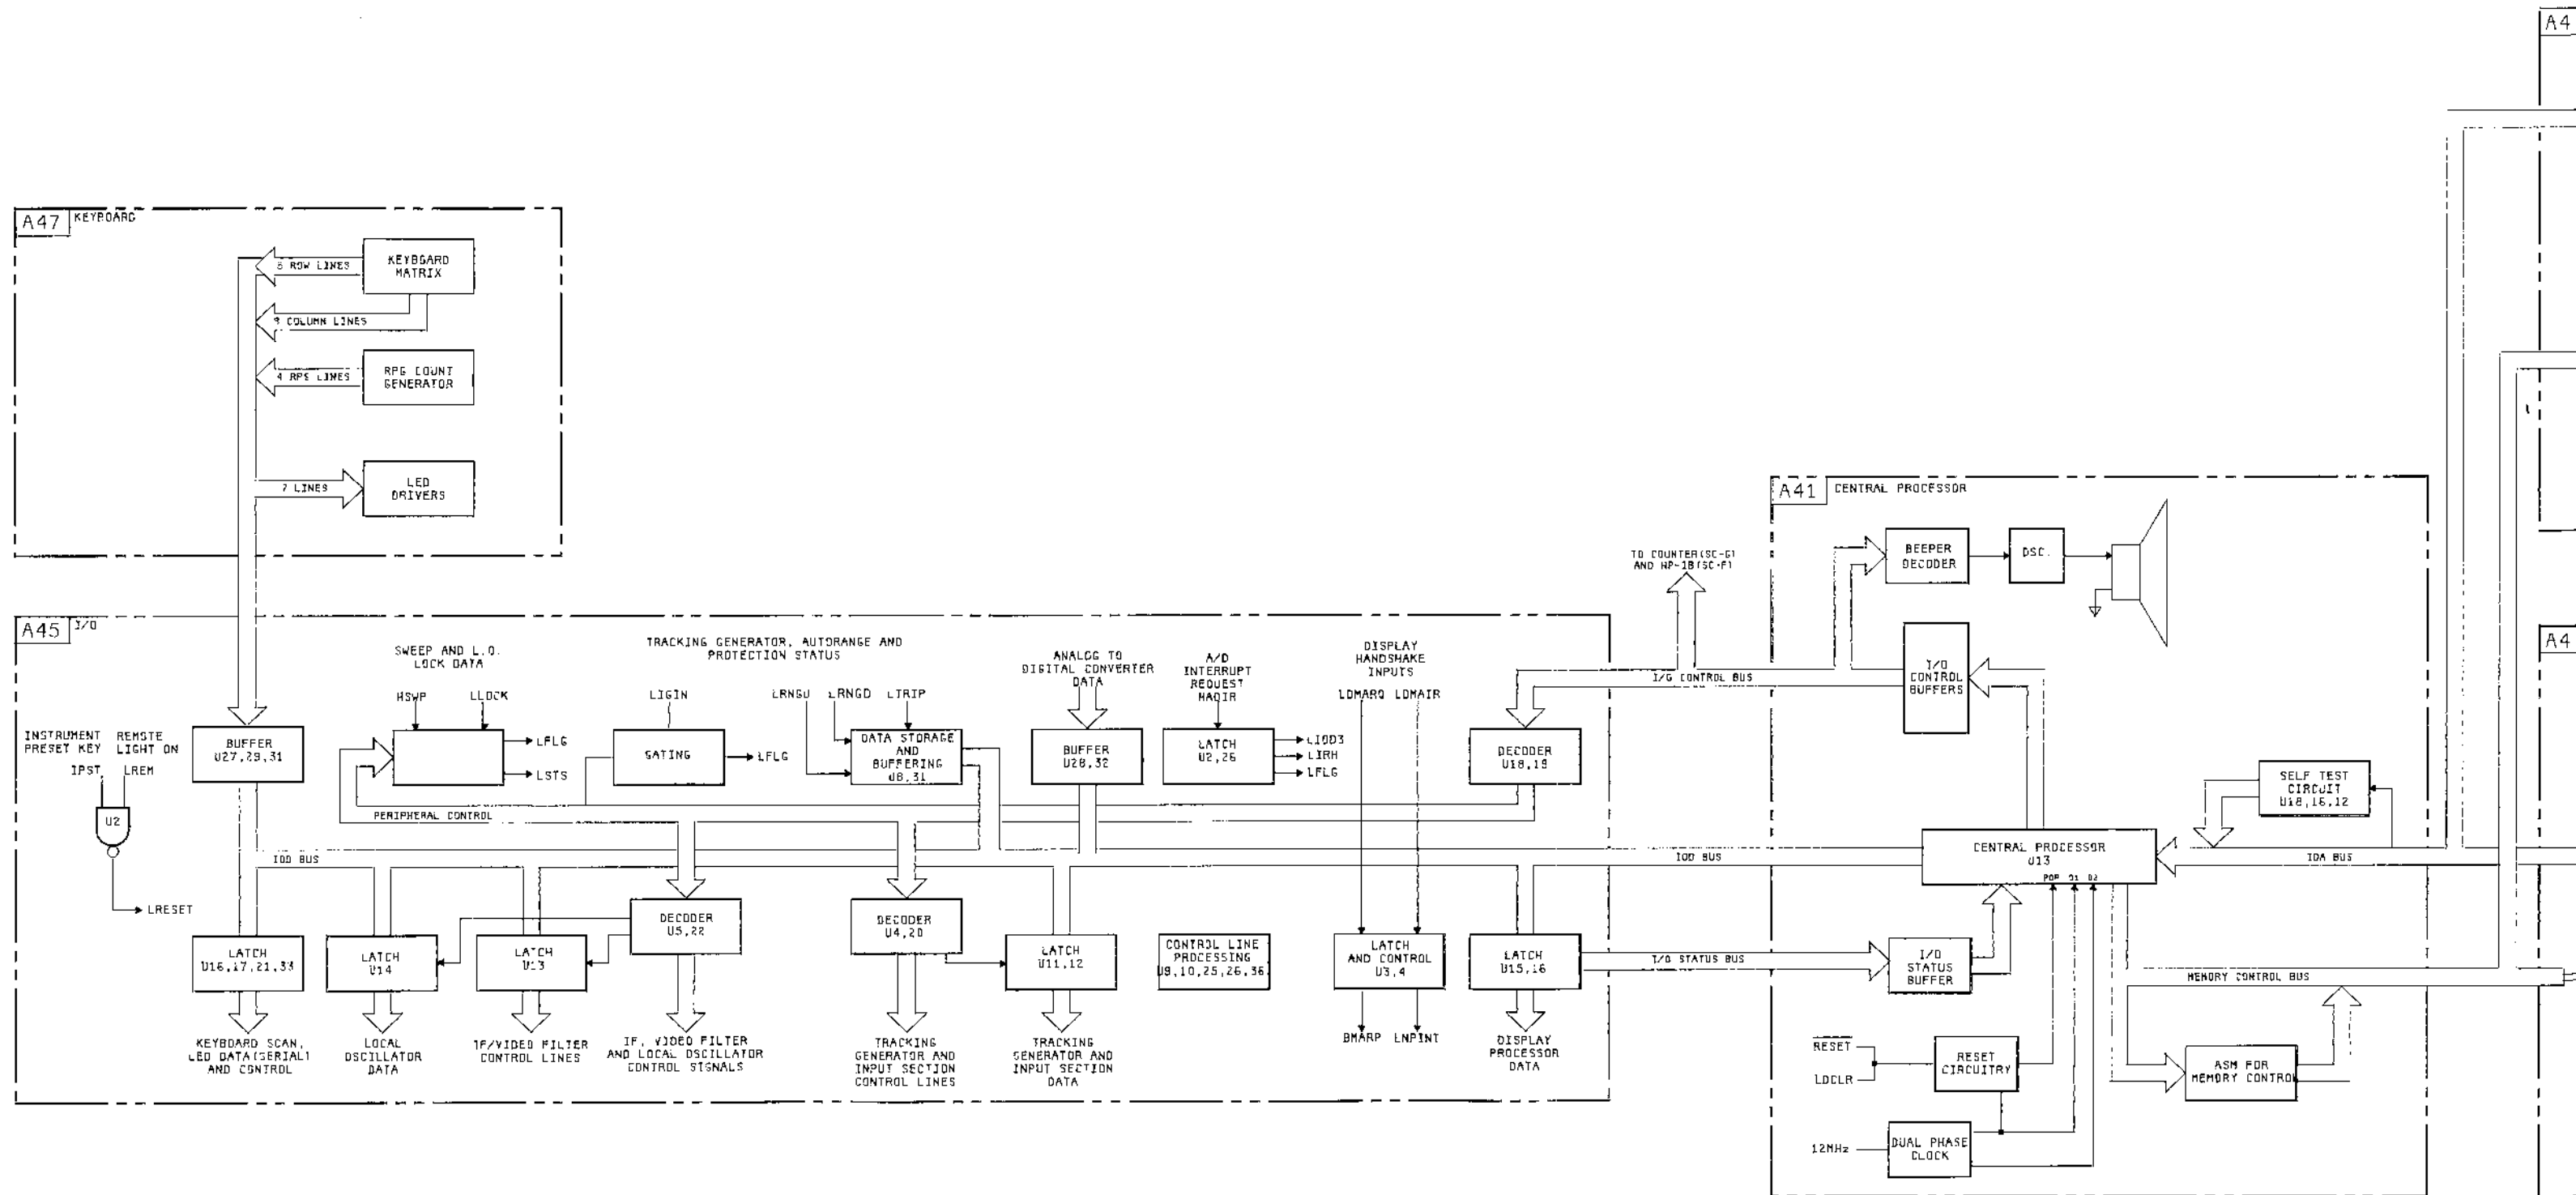 A4
A47
KEYBOARD
KEYBOARD
MATRIX
ROW LINES
COLUMN LINES
4 RPG LINES
RPG COUNT
GENERATOR
7 LINES
LED
DRIVERS
A41
CENTRAL PROCESSOR
BEEPER
DECODER
OSC.
TO COUNTER(SC-G)
AND HP-IB(SC-F)
A45
I/O
SWEEP AND L.O.
LOCK DATA
TRACKING GENERATOR, AUTORANGE AND
PROTECTION STATUS
ANALOG TO
DIGITAL CONVERTER
DATA
A/D
INTERRUPT
REQUEST
DISPLAY
HANDSHAKE
INPUTS
A4
HSWP
LLOCK
LIGIN
LRNGU
LRNGD
LTRIP
LDMARQ LDMAIR
I/O CONTROL BUS
I/O
CONTROL
BUFFERS
INSTRUMENT
PRESET KEY
REMOTE
LIGHT ON
IPST
LREM
U2
LRESET
BUFFER
U27,29,31
LFLG
LSTS
GATING
LFLG
DATA STORAGE
AND
BUFFERING
U8,31
BUFFER
U28,32
LATCH
U2,26
LIOD3
LIRH
LFLG
DECODER
U18,19
SELF TEST
CIRCUIT
U18,16,12
PERIPHERAL CONTROL
IOD BUS
IOD BUS
CENTRAL PROCESSOR
U13
POP
IDA BUS
LATCH
U16,17,21,33
LATCH
U14
LATCH
U13
DECODER
U5,22
DECODER
U4,20
LATCH
U11,12
CONTROL LINE
PROCESSING
U9,10,25,26,36
LATCH
AND CONTROL
U3,4
LATCH
U15,16
I/O STATUS BUS
I/O
STATUS
BUFFER
MEMORY CONTROL BUS
KEYBOARD SCAN,
LED DATA(SERIAL)
AND CONTROL
LOCAL
OSCILLATOR
DATA
IF/VIDEO FILTER
CONTROL LINES
IF, VIDEO FILTER
AND LOCAL OSCILLATOR
CONTROL SIGNALS
TRACKING
GENERATOR AND
INPUT SECTION
CONTROL LINES
TRACKING
GENERATOR AND
INPUT SECTION
DATA
BMARP LNPINT
DISPLAY
PROCESSOR
DATA
RESET
LDCLR
RESET
CIRCUITRY
ASM FOR
MEMORY CONTROL
12MHz
DUAL PHASE
CLOCK